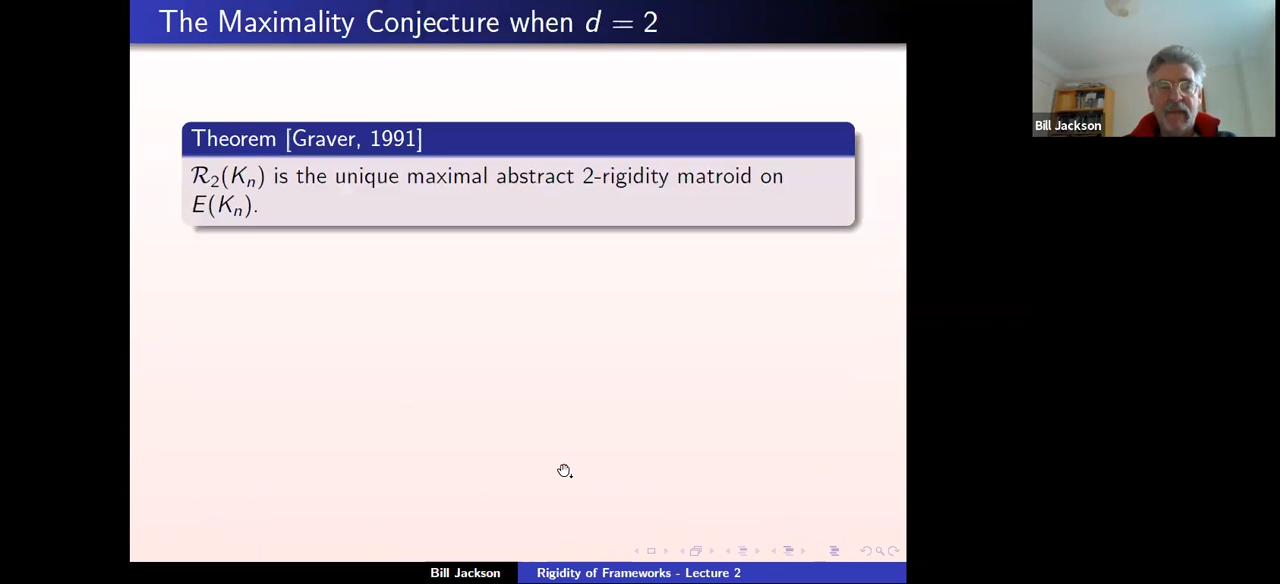 The Maximality Conjecture when d = 2
Theorem [Graver, 1991]
ℛ₂(Kₙ) is the unique maximal abstract 2-rigidity matroid on
E(Kₙ).
Bill Jackson
Bill Jackson Rigidity of Frameworks - Lecture 2